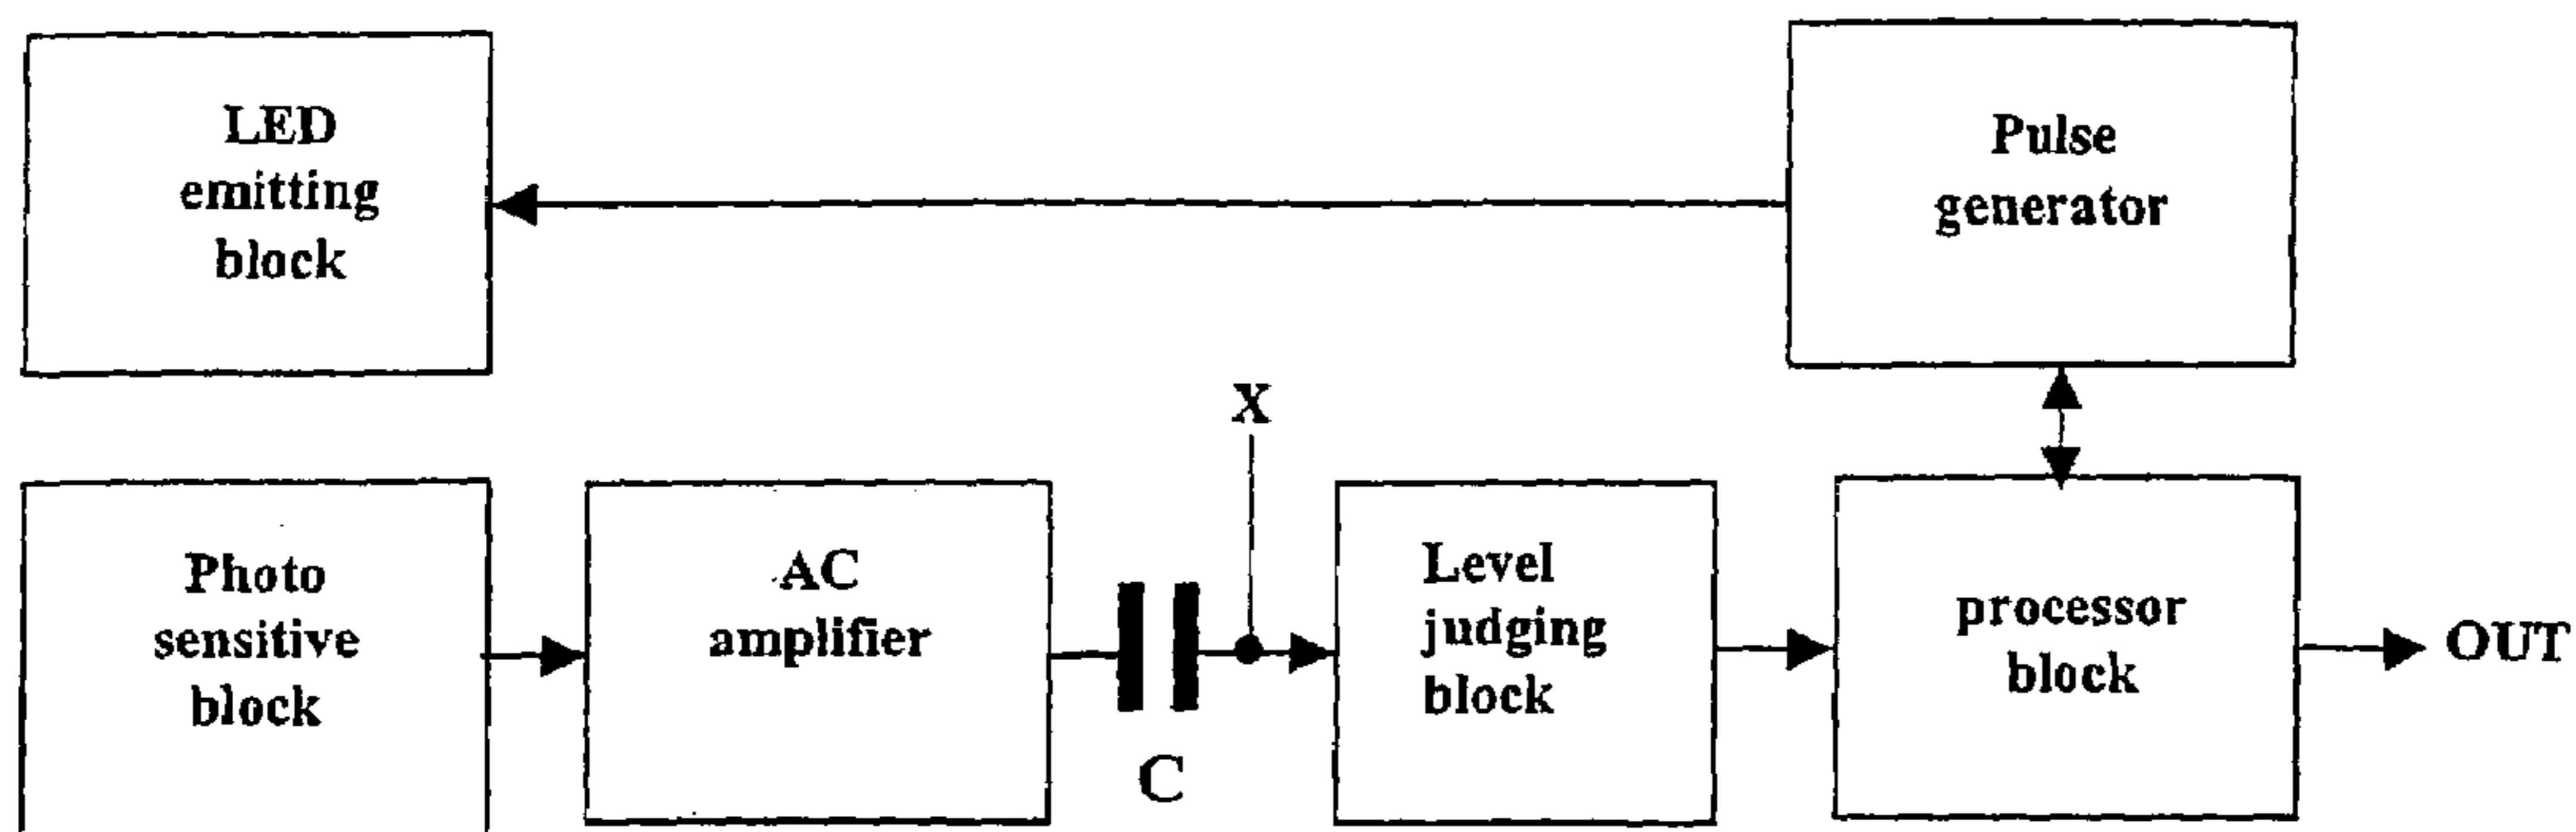 LED
emitting
block
Pulse
generator
X
Photo
sensitive
block
AC
amplifier
C
Level
judging
block
processor
block
OUT